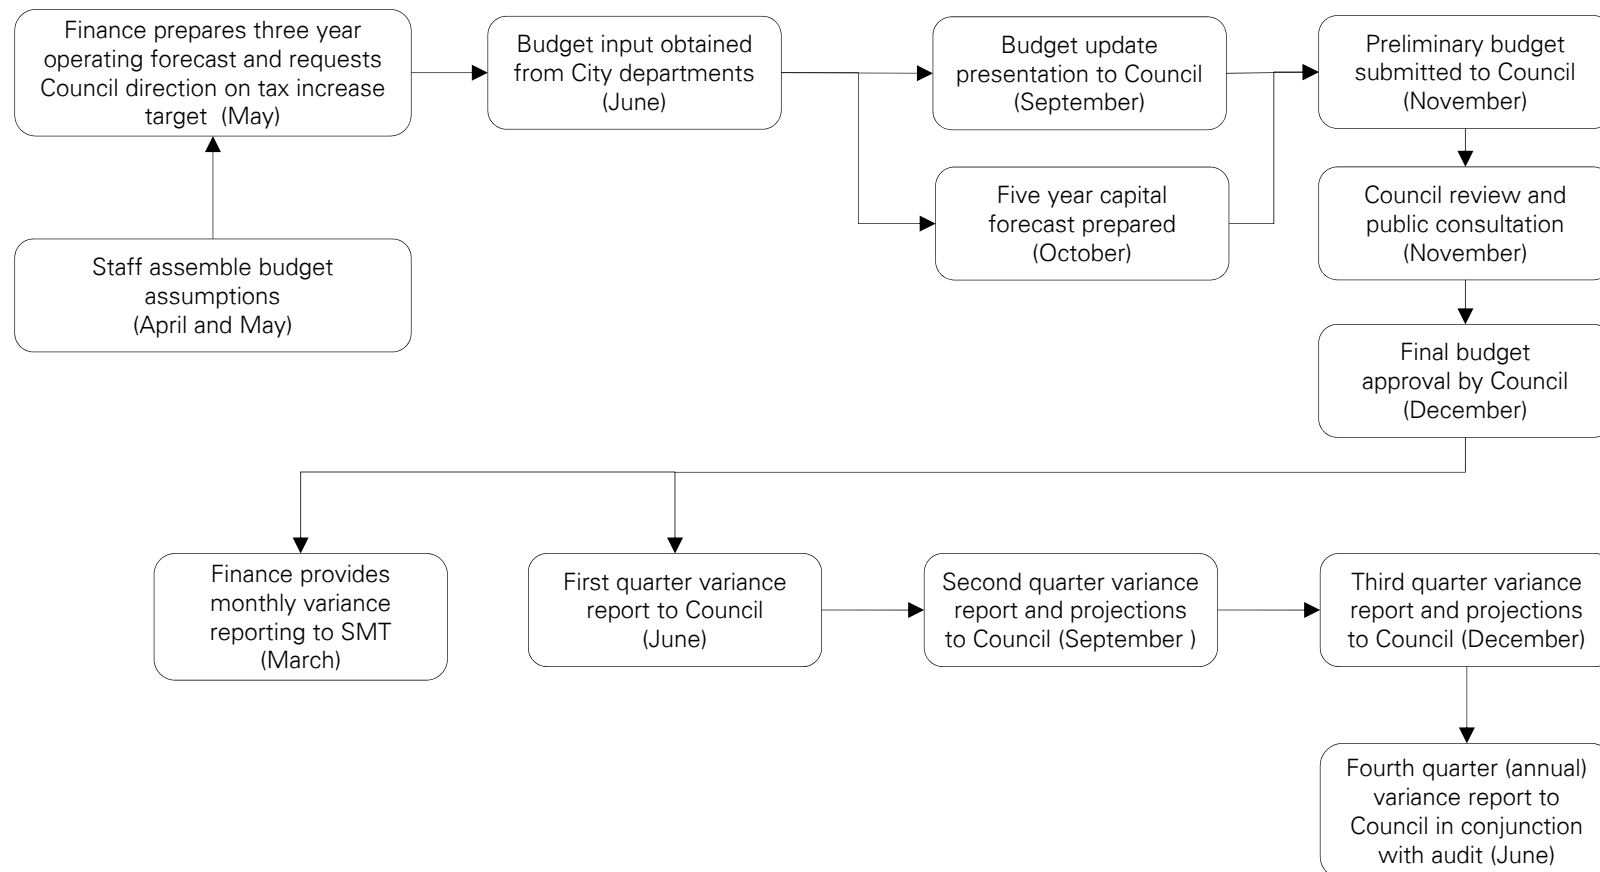 Finance prepares three year
operating forecast and requests
Council direction on tax increase
target (May)
Budget input obtained
from City departments
(June)
Budget update
presentation to Council
(September)
Preliminary budget
submitted to Council
(November)
Five year capital
forecast prepared
(October)
Council review and
public consultation
(November)
Staff assemble budget
assumptions
(April and May)
Final budget
approval by Council
(December)
Finance provides
monthly variance
reporting to SMT
(March)
First quarter variance
report to Council
(June)
Second quarter variance
report and projections
to Council (September )
Third quarter variance
report and projections
to Council (December)
Fourth quarter (annual)
variance report to
Council in conjunction
with audit (June)